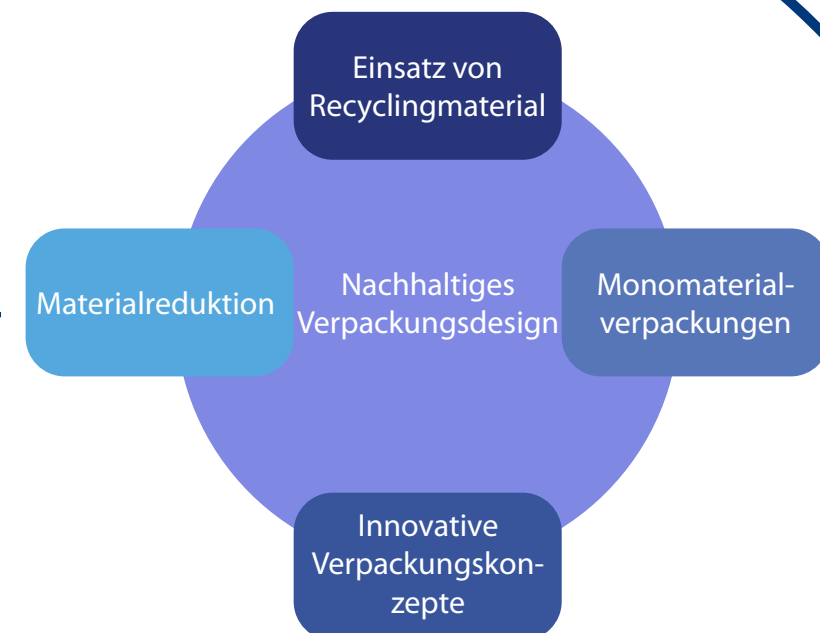 Einsatz von
Recyclingmaterial
Materialreduktion
Nachhaltiges
Verpackungsdesign
Monomaterial-
verpackungen
Innovative
Verpackungskon-
zepte